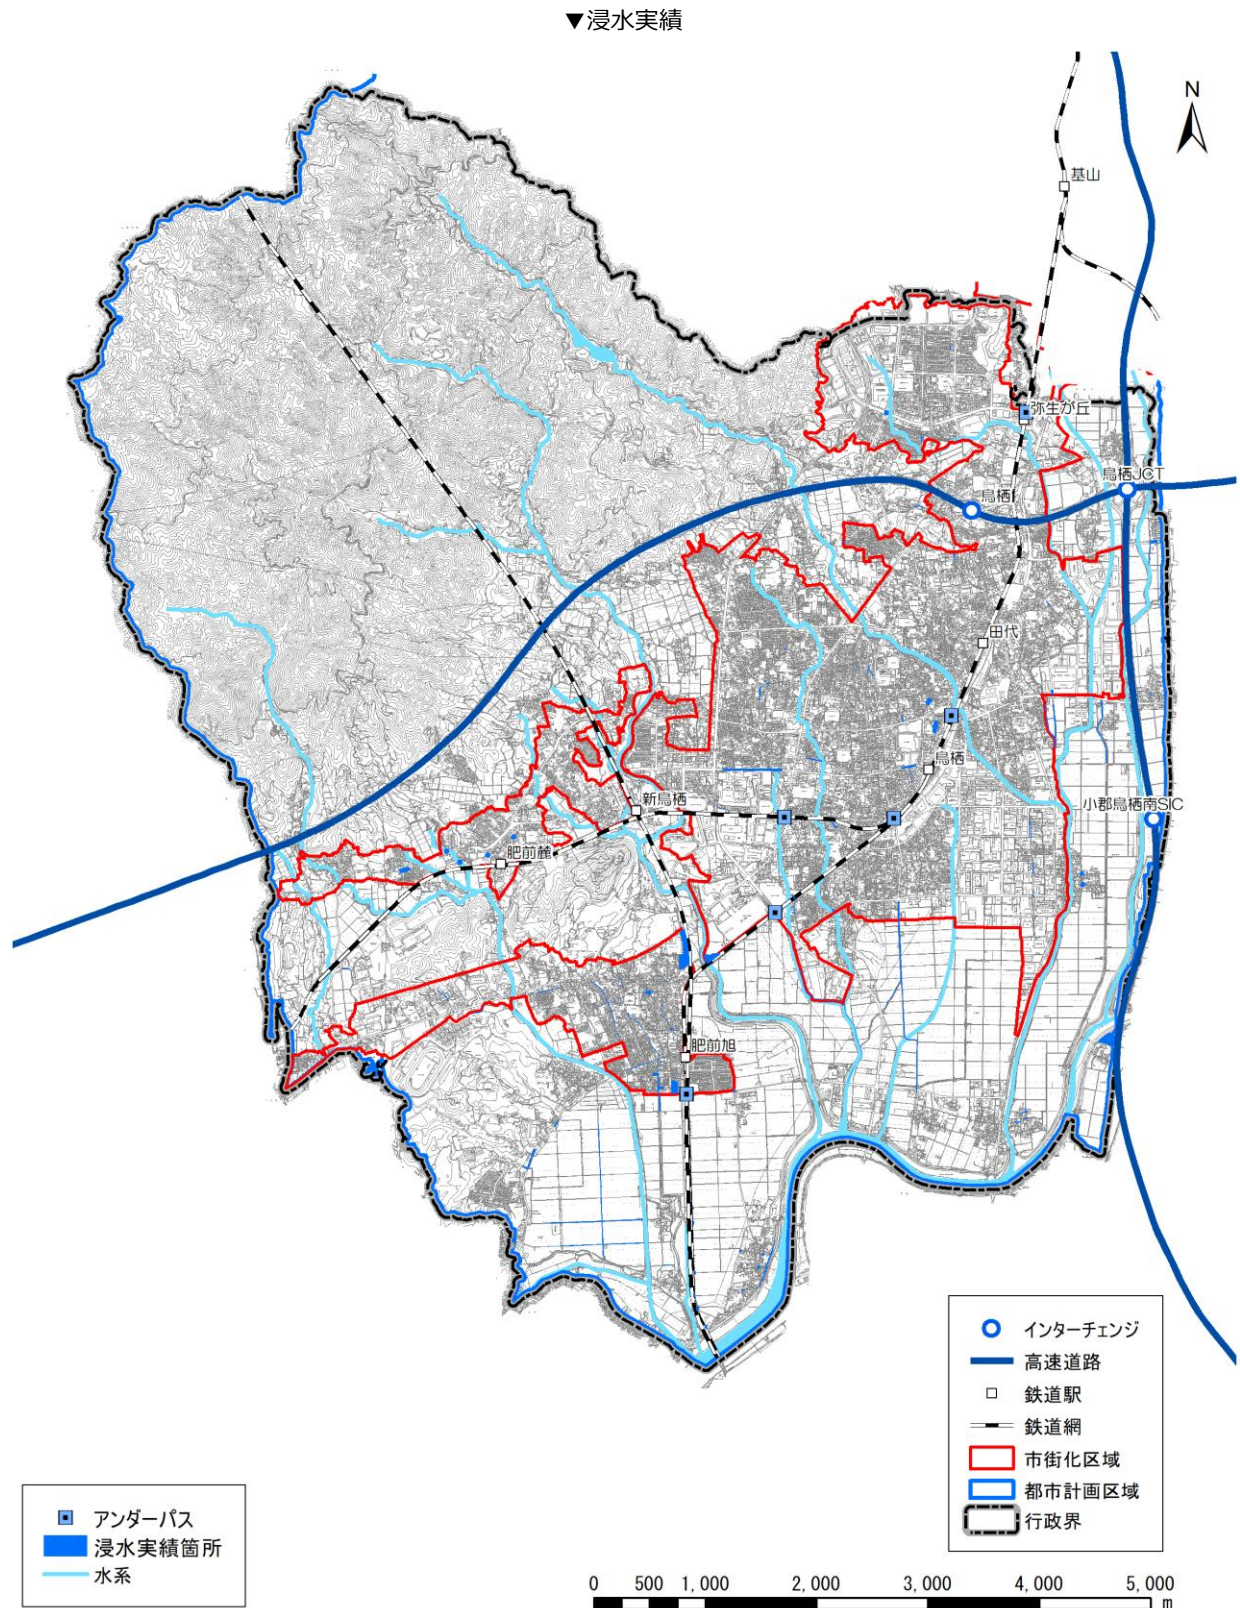 ▼浸水実績
N
基山
弥生が丘
鳥栖JCT
鳥栖
田代
鳥栖
新鳥栖
小郡鳥栖南SIC
肥前麓
肥前旭
インターチェンジ
高速道路
鉄道駅
鉄道網
市街化区域
都市計画区域
行政界
アンダーパス
浸水実績箇所
水系
0 500 1,000 2,000 3,000 4,000 5,000
m